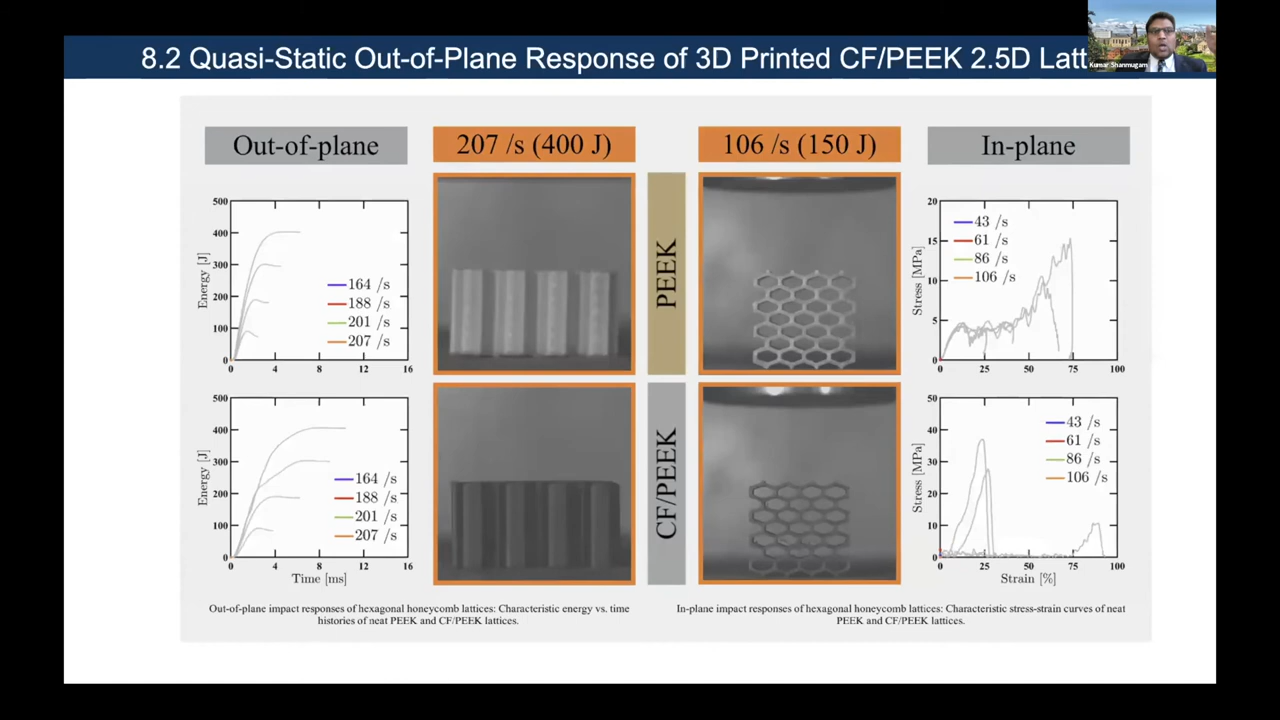 8.2 Quasi-Static Out-of-Plane Response of 3D Printed CF/PEEK 2.5D Latt
Kumar Shanmugam
Out-of-plane
207 /s (400 J)
106 /s (150 J)
In-plane
500
400
300
200
100
0
Energy [J]
0 4 8 12 16
164 /s
188 /s
201 /s
207 /s
PEEK
20
15
10
5
0
Stress [MPa]
0 25 50 75 100
43 /s
61 /s
86 /s
106 /s
500
400
300
200
100
0
Energy [J]
0 4 8 12 16
Time [ms]
164 /s
188 /s
201 /s
207 /s
CF/PEEK
50
40
30
20
10
0
Stress [MPa]
0 25 50 75 100
Strain [%]
43 /s
61 /s
86 /s
106 /s
Out-of-plane impact responses of hexagonal honeycomb lattices: Characteristic energy vs. time
histories of neat PEEK and CF/PEEK lattices.
In-plane impact responses of hexagonal honeycomb lattices: Characteristic stress-strain curves of neat
PEEK and CF/PEEK lattices.